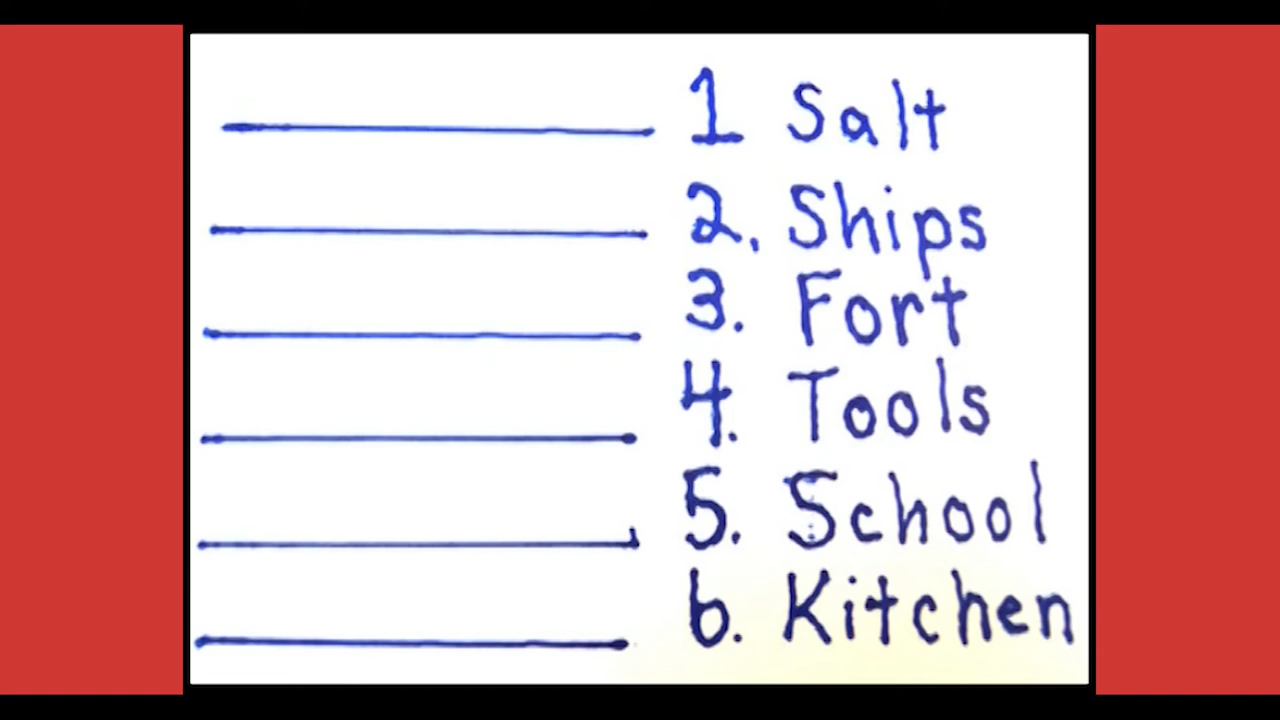 1 Salt
2. Ships
3. Fort
4. Tools
5. School
6. Kitchen